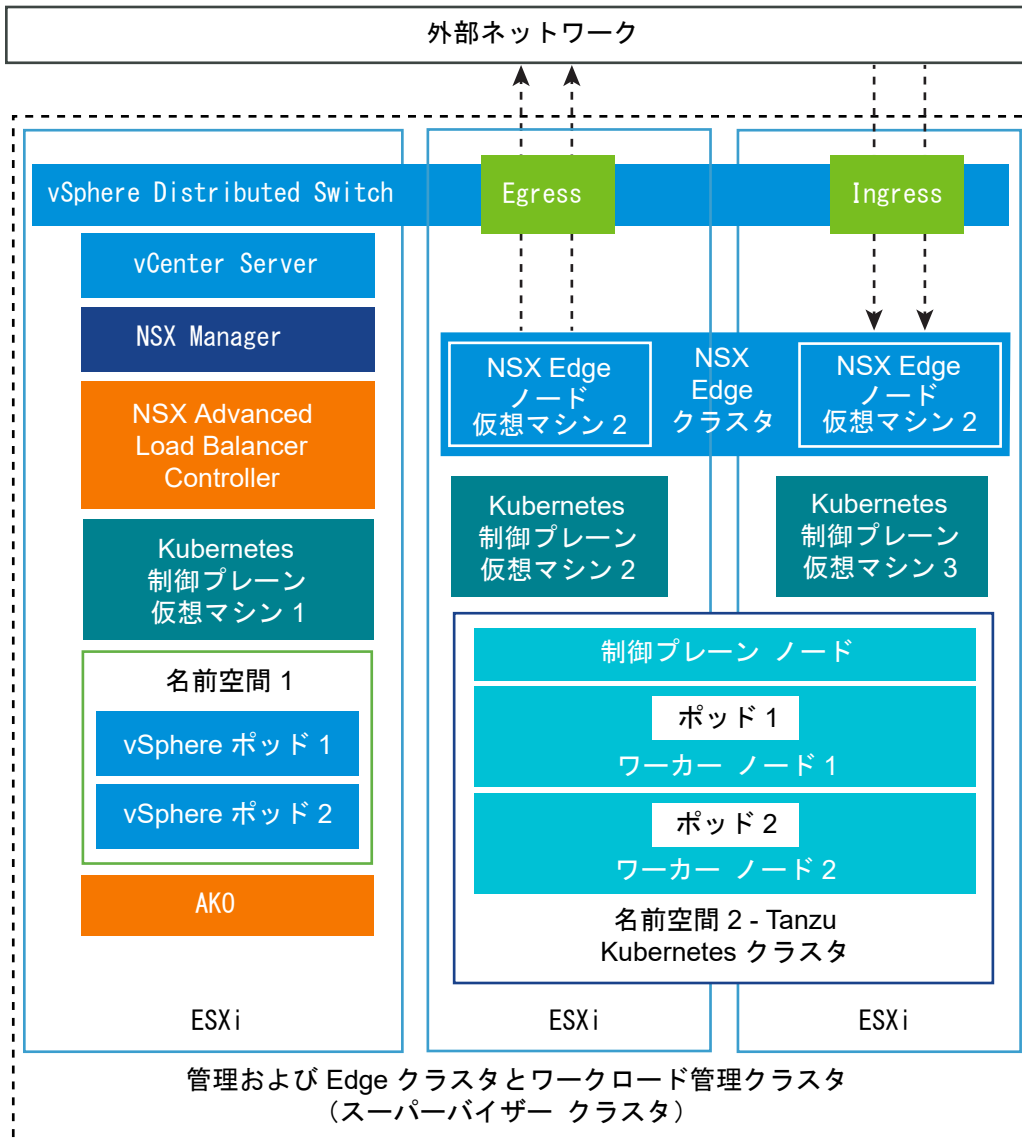 外部ネットワーク
vSphere Distributed Switch
Egress
Ingress
vCenter Server
NSX Manager
NSX Advanced
Load Balancer
Controller
Kubernetes
制御プレーン
仮想マシン 1
名前空間 1
vSphere ポッド 1
vSphere ポッド 2
AKO
ESXi
NSX Edge
ノード
仮想マシン 2
NSX
Edge
クラスタ
NSX Edge
ノード
仮想マシン 2
Kubernetes
制御プレーン
仮想マシン 2
Kubernetes
制御プレーン
仮想マシン 3
制御プレーン ノード
ポッド 1
ワーカー ノード 1
ポッド 2
ワーカー ノード 2
名前空間 2 - Tanzu
Kubernetes クラスタ
ESXi
ESXi
管理および Edge クラスタとワークロード管理クラスタ
（スーパーバイザー クラスタ）